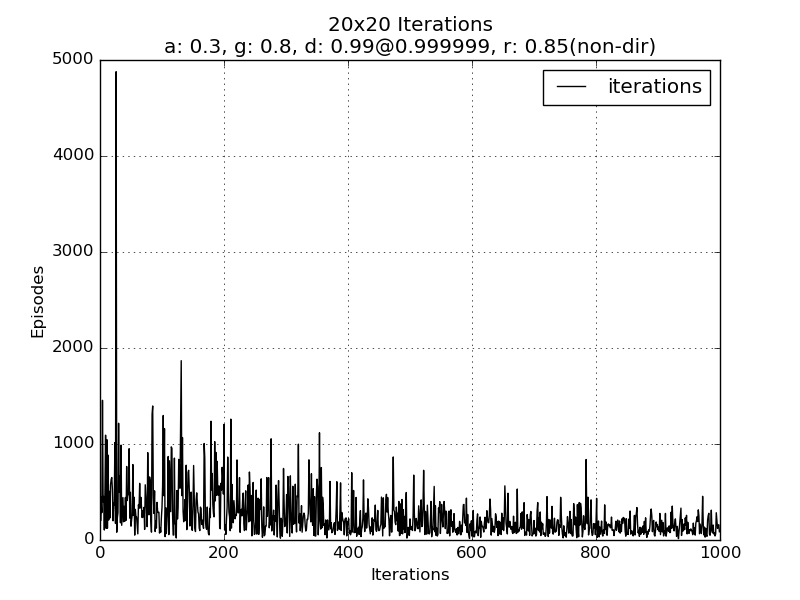 20x20 Iterations
a: 0.3, g: 0.8, d: 0.99@0.999999, r: 0.85(non-dir)
iterations
5000
4000
3000
2000
1000
0
Episodes
0 200 400 600 800 1000
Iterations